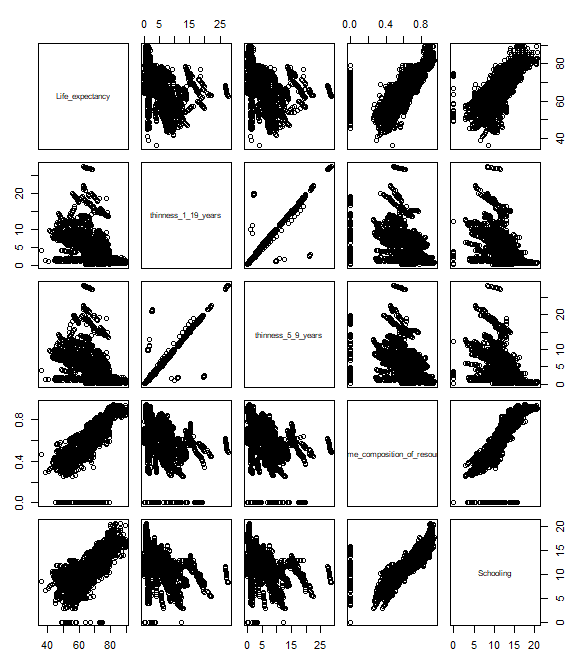 0 5 15 25
0.0 0.4 0.8
Life_expectancy
40 60 80
0 5 10 20
thinness_1_19_years
thinness_5_9_years
0 5 10 20
0.0 0.4 0.8
me_composition_of_resou
Schooling
0 5 10 15 20
40 60 80
0 5 10 15 20 25
0 5 10 15 20